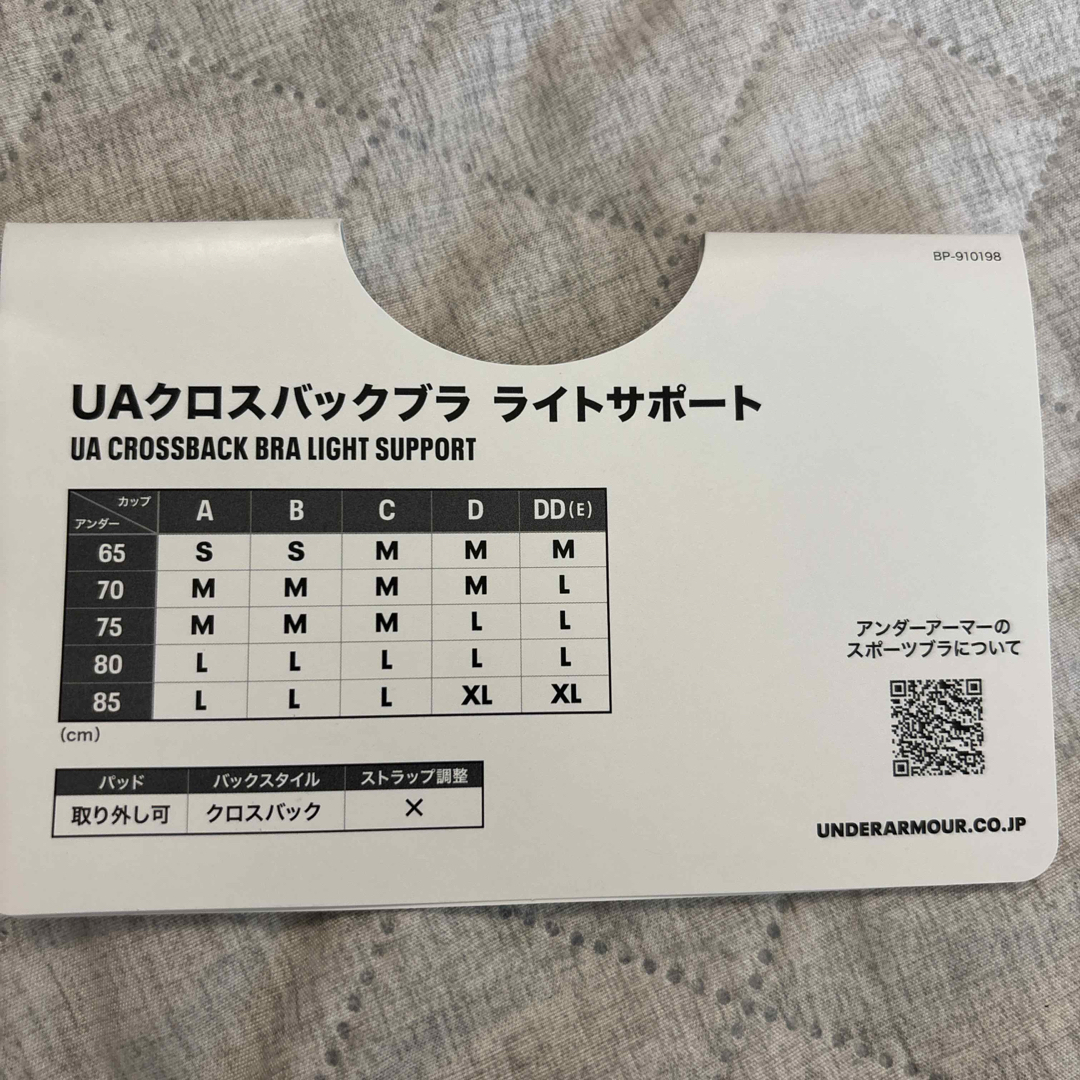 BP-910198
UAクロスバックブラ ライトサポート
UA CROSSBACK BRA LIGHT SUPPORT
カップ
アンダー A B C D DD(E)
65 S S M M M
70 M M M M L
75 M M M L L
80 L L L L L
85 L L L XL XL
(cm)
パッド バックスタイル ストラップ調整
取り外し可 クロスバック ×
アンダーアーマーの
スポーツブラについて
UNDERARMOUR.CO.JP